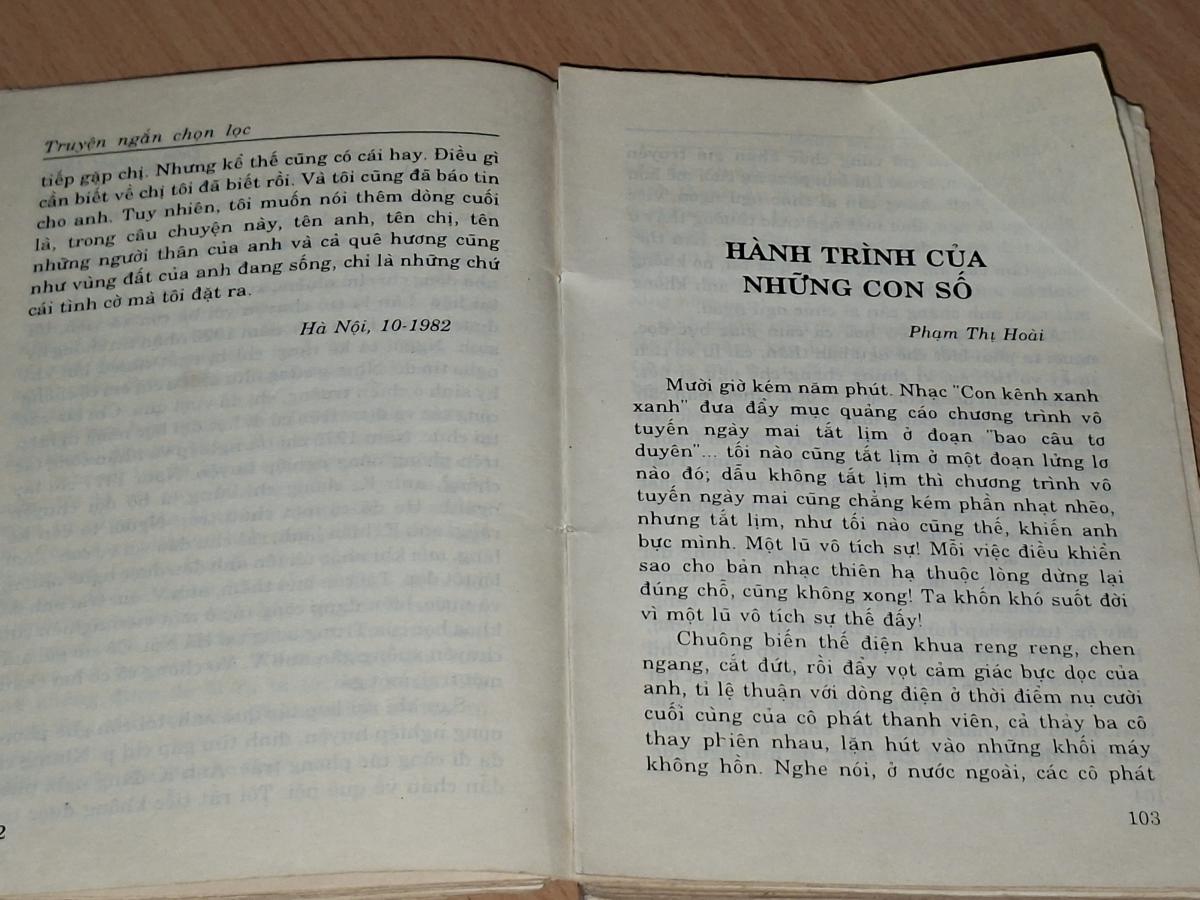 Truyện ngắn chọn lọc
tiếp gặp chị. Nhưng kể thế cũng có cái hay. Điều gì
cần biết về chị tôi đã biết rồi. Và tôi cũng đã báo tin
cho anh. Tuy nhiên, tôi muốn nói thêm dòng cuối
là, trong câu chuyện này, tên anh, tên chị, tên
những người thân của anh và cả quê hương cũng
như vùng đất của anh đang sống, chỉ là những chứ
cái tình cờ mà tôi đặt ra.
Hà Nội, 10-1982
2
HÀNH TRÌNH CỦA
NHỮNG CON SỐ
Phạm Thị Hoài
Mười giờ kém năm phút. Nhạc "Con kênh xanh
xanh" đưa đẩy mục quảng cáo chương trình vô
tuyến ngày mai tắt lịm ở đoạn "bao câu tơ
duyên"... tối nào cũng tắt lịm ở một đoạn lửng lơ
nào đó; dẫu không tắt lịm thì chương trình vô
tuyến ngày mai cũng chẳng kém phần nhạt nhẽo,
nhưng tắt lịm, như tối nào cũng thế, khiến anh
bực mình. Một lũ vô tích sự! Mỗi việc điều khiển
sao cho bản nhạc thiên hạ thuộc lòng dừng lại
đúng chỗ, cũng không xong! Ta khốn khó suốt đời
vì một lũ vô tích sự thế đấy!
Chuông biến thế điện khua reng reng, chen
ngang, cắt đứt, rồi đẩy vọt cảm giác bực dọc của
anh, tỉ lệ thuận với dòng điện ở thời điểm nụ cười
cuối cùng của cô phát thanh viên, cả thảy ba cô
thay phiên nhau, lặn hút vào những khối máy
không hồn. Nghe nói, ở nước ngoài, các cô phát
103